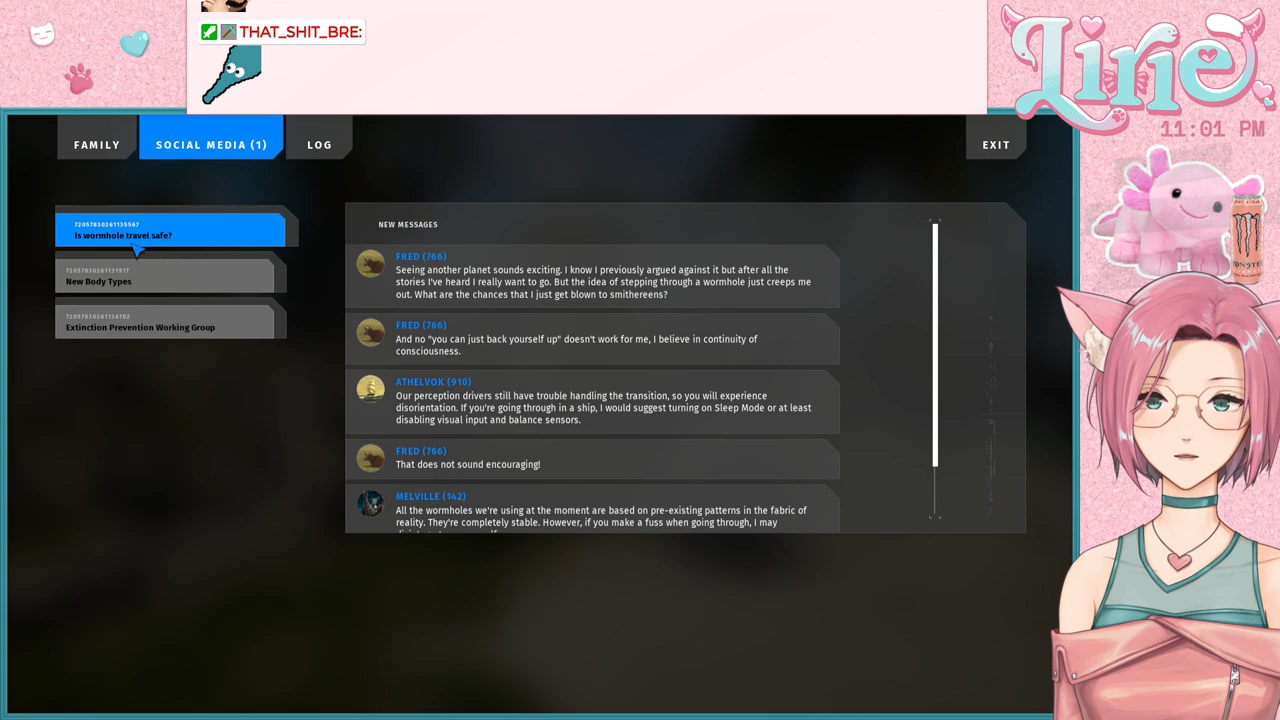 THAT_SHIT_BRE:
Lirie
11:01 PM
FAMILY
SOCIAL MEDIA (1)
LOG
EXIT
72057830261135567
Is wormhole travel safe?
72057830261131917
New Body Types
72057830261136782
Extinction Prevention Working Group
NEW MESSAGES
FRED (766)
Seeing another planet sounds exciting. I know I previously argued against it but after all the
stories I've heard I really want to go. But the idea of stepping through a wormhole just creeps me
out. What are the chances that I just get blown to smithereens?
FRED (766)
And no "you can just back yourself up" doesn't work for me, I believe in continuity of
consciousness.
ATHELVOK (910)
Our perception drivers still have trouble handling the transition, so you will experience
disorientation. If you're going through in a ship, I would suggest turning on Sleep Mode or at least
disabling visual input and balance sensors.
FRED (766)
That does not sound encouraging!
MELVILLE (142)
All the wormholes we're using at the moment are based on pre-existing patterns in the fabric of
reality. They're completely stable. However, if you make a fuss when going through, I may
MONSTER